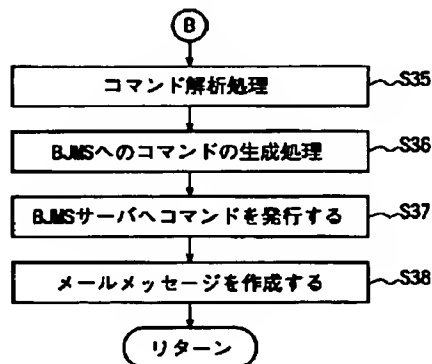 B
コマンド解析処理 S35
BJMSへのコマンドの生成処理 S36
BJMSサーバへコマンドを発行する S37
メールメッセージを作成する S38
リターン